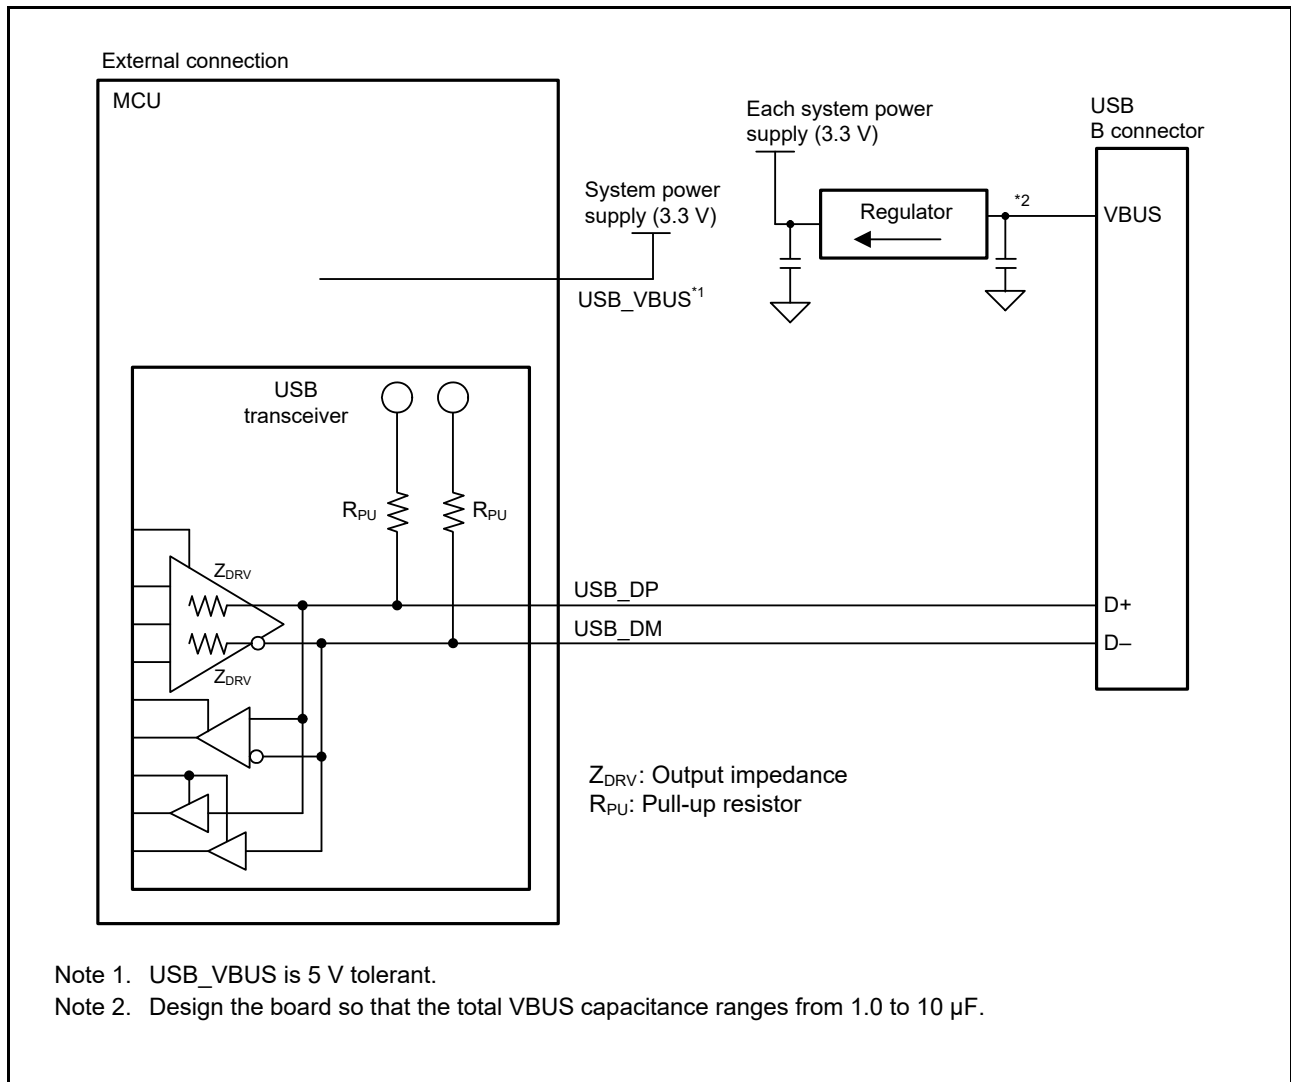 External connection
MCU
Each system power
supply (3.3 V)
USB
B connector
System power
supply (3.3 V)
Regulator
*2
VBUS
USB_VBUS*1
USB
transceiver
RPU
RPU
ZDRV
USB_DP
D+
USB_DM
D–
ZDRV
ZDRV: Output impedance
RPU: Pull-up resistor
Note 1. USB_VBUS is 5 V tolerant.
Note 2. Design the board so that the total VBUS capacitance ranges from 1.0 to 10 µF.